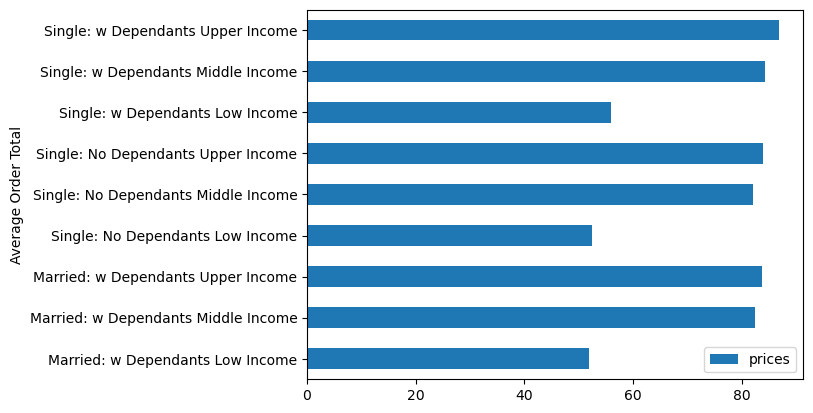 Average Order Total
Single: w Dependants Upper Income
Single: w Dependants Middle Income
Single: w Dependants Low Income
Single: No Dependants Upper Income
Single: No Dependants Middle Income
Single: No Dependants Low Income
Married: w Dependants Upper Income
Married: w Dependants Middle Income
Married: w Dependants Low Income
prices
0 20 40 60 80